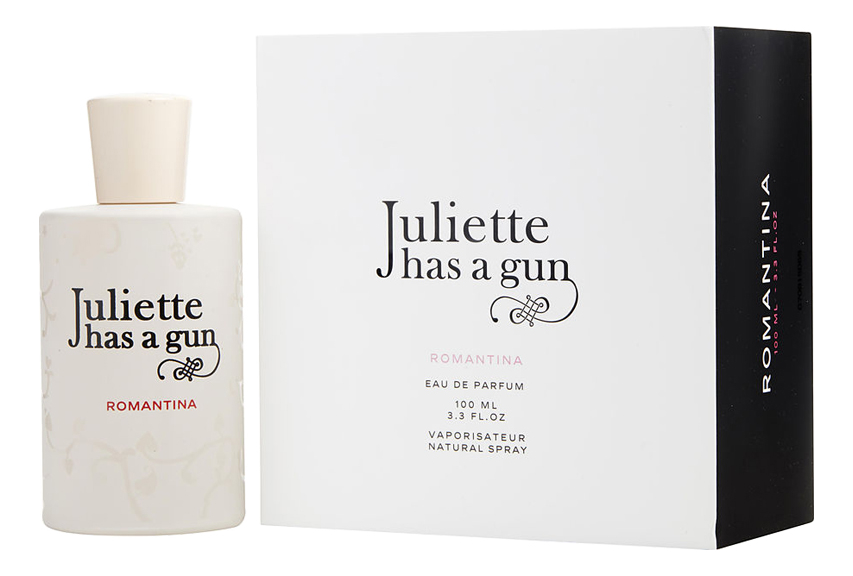 Juliette
has a gun
ROMANTINA
Juliette
has a gun
ROMANTINA
EAU DE PARFUM
100 ML
3.3 FL.OZ
VAPORISATEUR
NATURAL SPRAY
ROMANTINA
100 ML - 3.3 FL.OZ